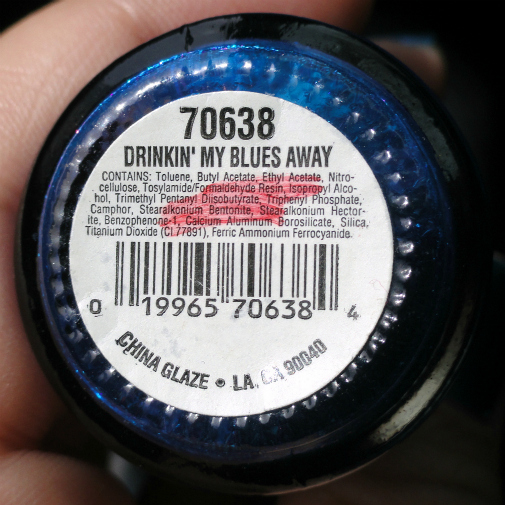 70638
DRINKIN' MY BLUES AWAY
CONTAINS: Toluene, Butyl Acetate, Ethyl Acetate, Nitro-
cellulose, Tosylamide/Formaldehyde Resin, Isopropyl Alco-
hol, Trimethyl Pentanyl Diisobutyrate, Triphenyl Phosphate,
Camphor, Stearalkonium Bentonite, Stearalkonium Hector-
ite, Benzophenone-1, Calcium Aluminum Borosilicate, Silica,
Titanium Dioxide (CI 77891), Ferric Ammonium Ferrocyanide.
0 19965 70638 4
CHINA GLAZE • LA, CA 90040